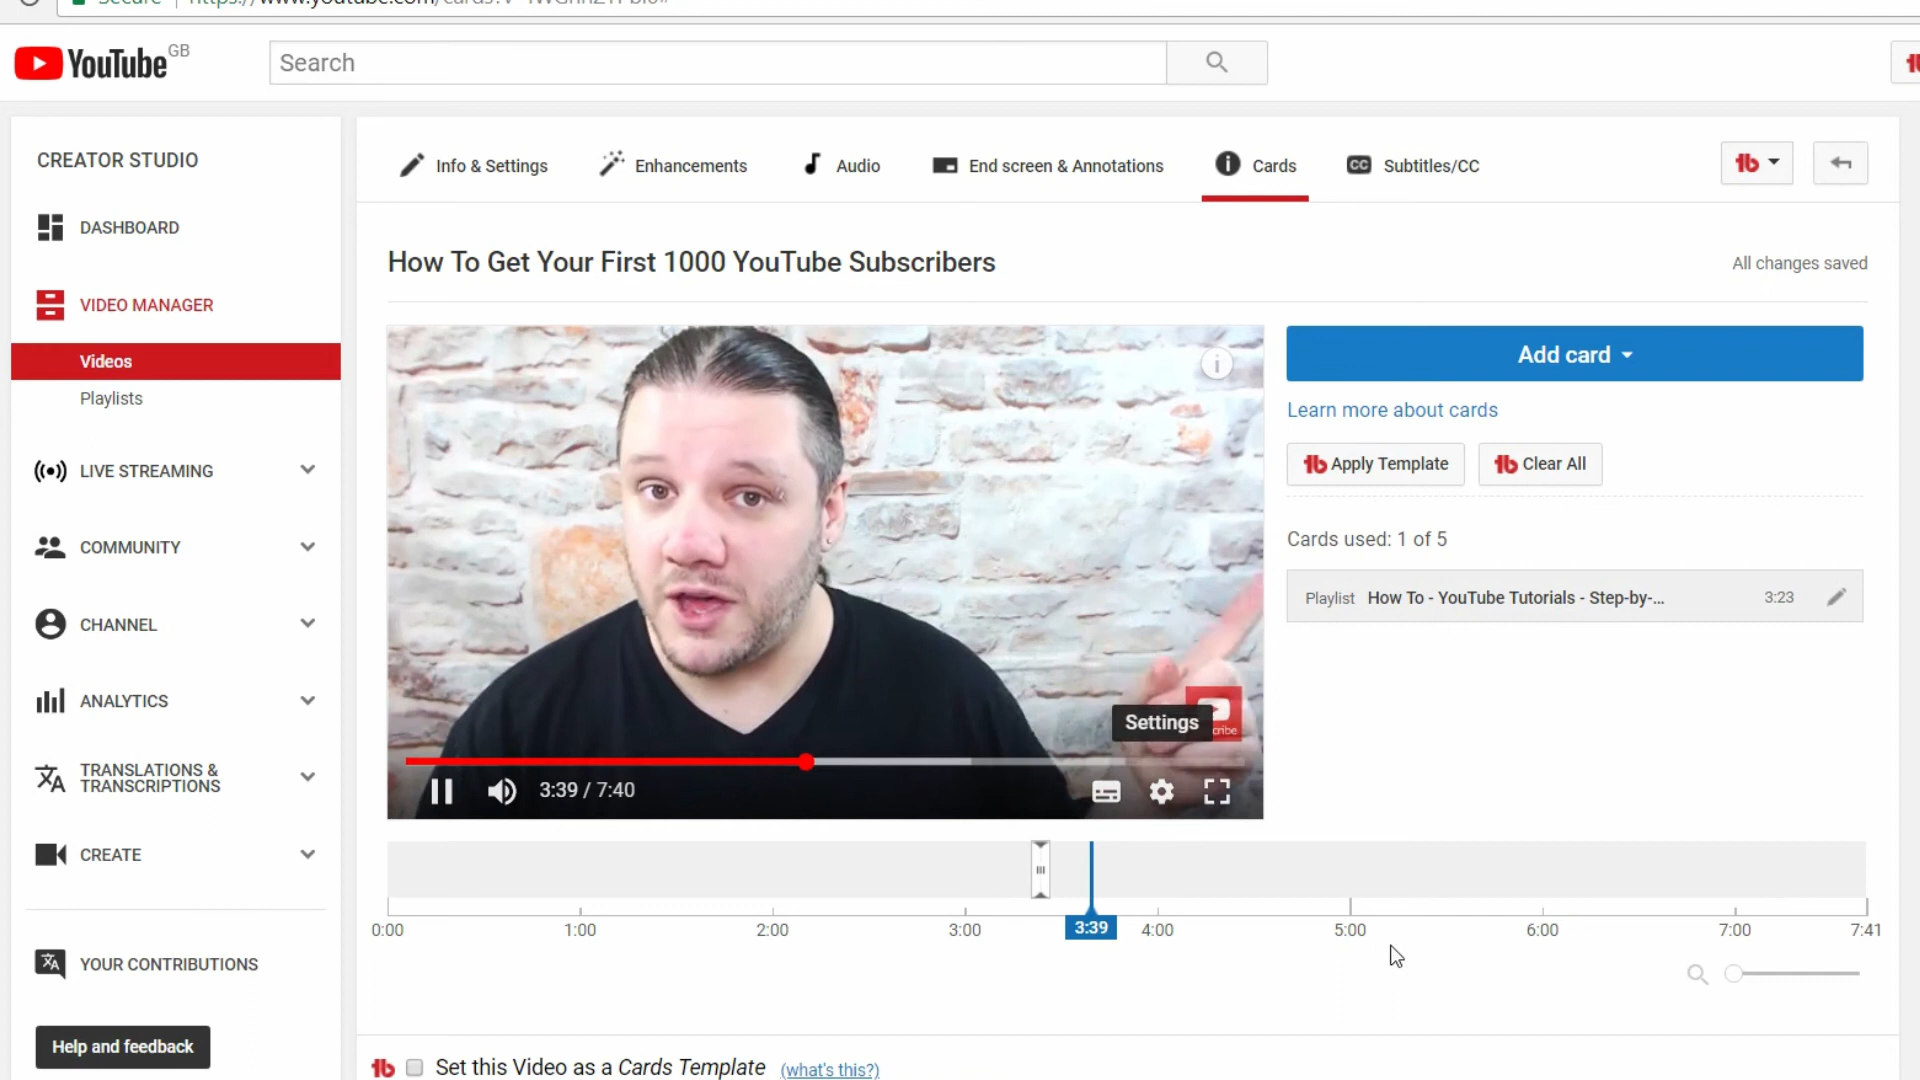 Secure
YouTube GB
Search
CREATOR STUDIO
DASHBOARD
VIDEO MANAGER
Videos
Playlists
LIVE STREAMING
COMMUNITY
CHANNEL
ANALYTICS
TRANSLATIONS &
TRANSCRIPTIONS
CREATE
YOUR CONTRIBUTIONS
Help and feedback
Info & Settings
Enhancements
Audio
End screen & Annotations
Cards
CC Subtitles/CC
How To Get Your First 1000 YouTube Subscribers
All changes saved
Settings
3:39 / 7:40
Add card
Learn more about cards
Apply Template
Clear All
Cards used: 1 of 5
Playlist How To - YouTube Tutorials - Step-by-... 3:23
0:00 1:00 2:00 3:00 3:39 4:00 5:00 6:00 7:00 7:41
Set this Video as a Cards Template (what's this?)